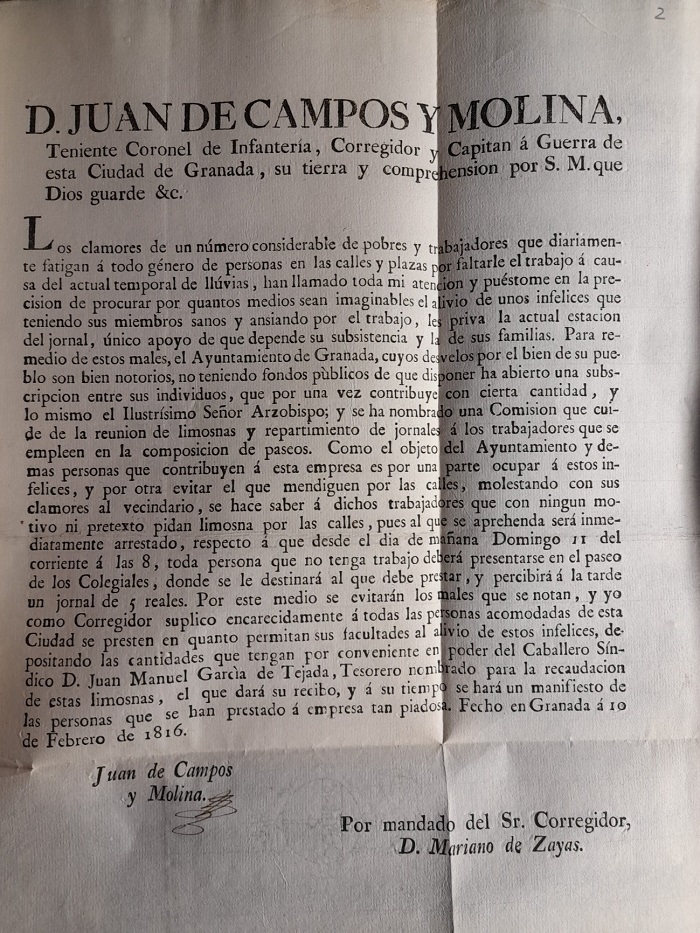 2
D. JUAN DE CAMPOS Y MOLINA,
Teniente Coronel de Infantería, Corregidor y Capitan á Guerra de
esta Ciudad de Granada, su tierra y comprehension por S. M. que
Dios guarde &c.
Los clamores de un número considerable de pobres y trabajadores que diariamen-
te fatigan á todo género de personas en las calles y plazas por faltarle el trabajo á cau-
sa del actual temporal de llúvias, han llamado toda mi atencion y puéstome en la pre-
cision de procurar por quantos medios sean imaginables el alivio de unos infelices que
teniendo sus miembros sanos y ansiando por el trabajo, les priva la actual estacion
del jornal, único apoyo de que depende su subsistencia y la de sus familias. Para re-
medio de estos males, el Ayuntamiento de Granada, cuyos desvelos por el bien de su pue-
blo son bien notorios, no teniendo fondos pùblicos de que disponer ha abierto una subs-
cripcion entre sus individuos, que por una vez contribuye con cierta cantidad, y
lo mismo el Ilustrísimo Señor Arzobispo; y se ha nombrado una Comision que cui-
de de la reunion de limosnas y repartimiento de jornales á los trabajadores que se
empleen en la composicion de paseos. Como el objeto del Ayuntamiento y de-
mas personas que contribuyen á esta empresa es por una parte ocupar á estos in-
felices, y por otra evitar el que mendiguen por las calles, molestando con sus
clamores al vecindario, se hace saber á dichos trabajadores que con ningun mo-
tivo ni pretexto pidan limosna por las calles, pues al que se aprehenda será inme-
diatamente arrestado, respecto á que desde el dia de mañana Domingo 11 del
corriente á las 8, toda persona que no tenga trabajo deberá presentarse en el paseo
de los Colegiales, donde se le destinará al que debe prestar, y percibirá á la tarde
un jornal de 5 reales. Por este medio se evitarán los males que se notan, y yo
como Corregidor suplico encarecidamente á todas las personas acomodadas de esta
Ciudad se presten en quanto permitan sus facultades al alivio de estos infelices, de-
positando las cantidades que tengan por conveniente en poder del Caballero Sín-
dico D. Juan Manuel Garcìa de Tejada, Tesorero nombrado para la recaudacion
de estas limosnas, el que dará su recibo, y á su tiempo se hará un manifiesto de
las personas que se han prestado á empresa tan piadosa. Fecho en Granada á 10
de Febrero de 1816.
Juan de Campos
y Molina.
Por mandado del Sr. Corregidor,
D. Mariano de Zayas.